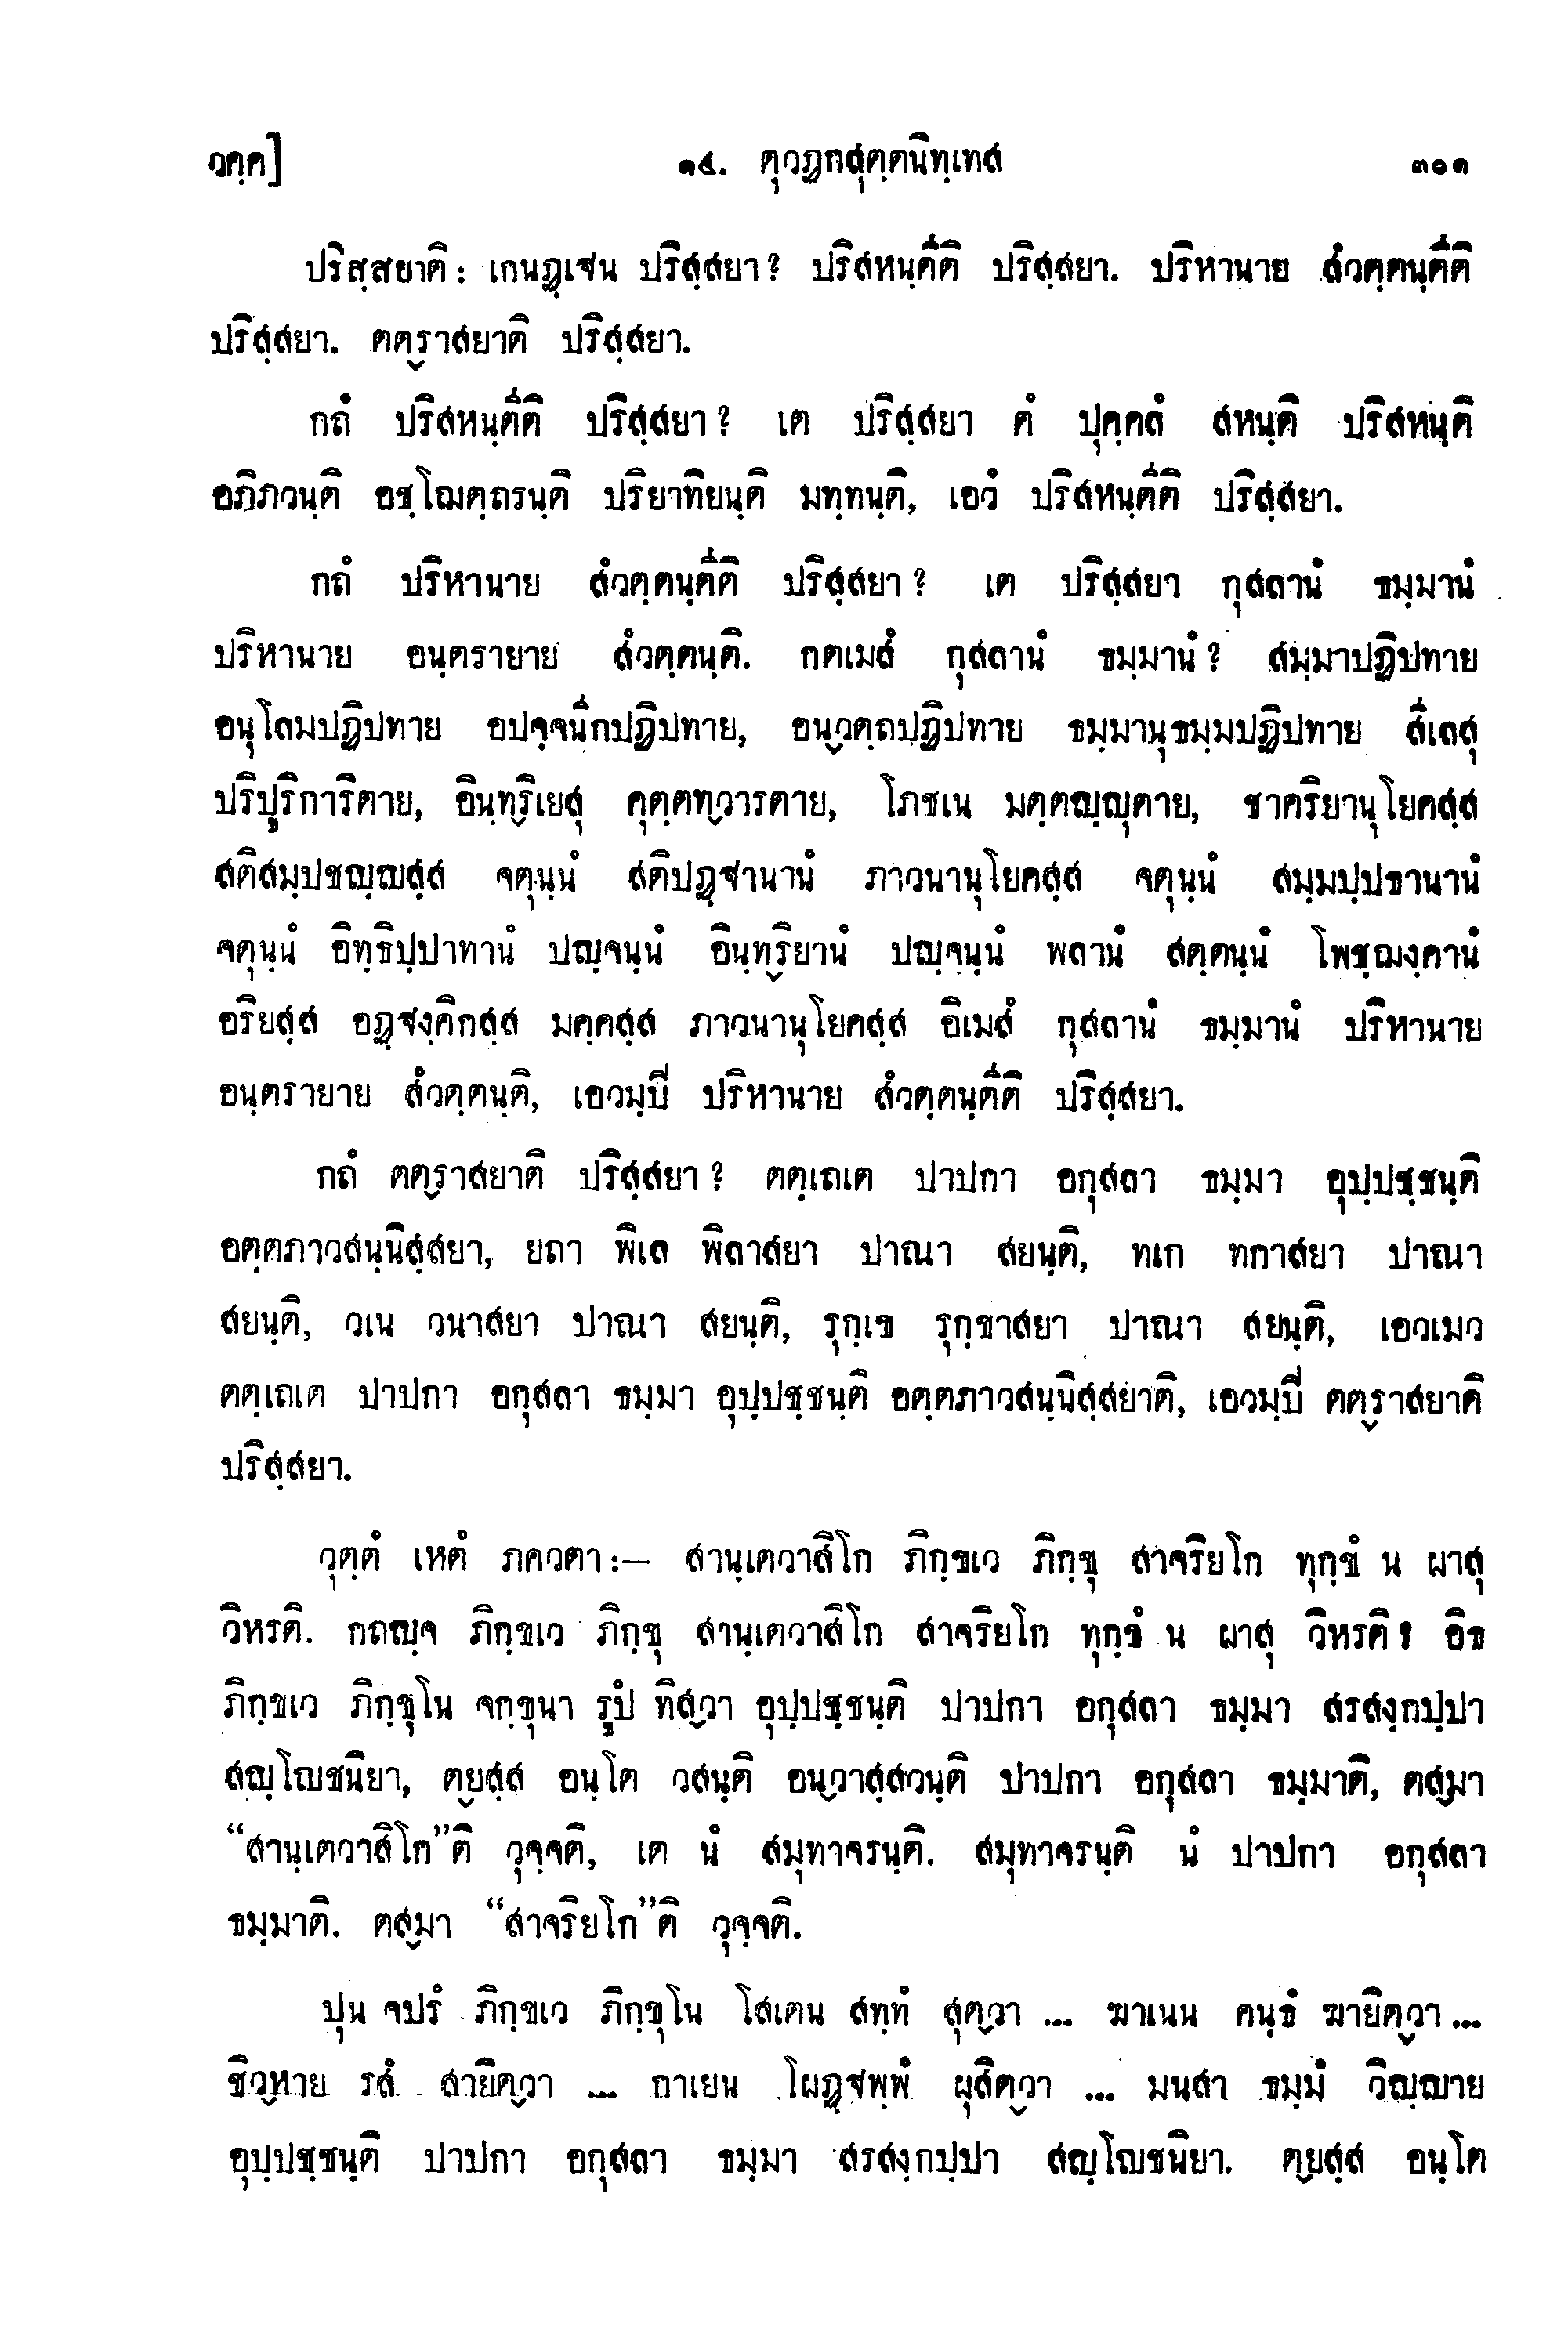 วคฺค] ๑๔. ตุวฏกสุตฺตนิทฺเทส ๓๐๑
ปริสฺสยาติ: เกนฏฺเฐน ปริสฺสยา? ปริสหนฺตีติ ปริสฺสยา. ปริหานาย สํวตฺตนฺตีติ
ปริสฺสยา. ตต๎ราสยาติ ปริสฺสยา.
กถํ ปริสหนฺตีติ ปริสฺสยา? เต ปริสฺสยา ตํ ปุคฺคลํ สหนฺติ ปริสหนฺติ
อภิภวนฺติ อชฺโฌตฺถรนฺติ ปริยาทิยนฺติ มทฺทนฺติ, เอวํ ปริสหนฺตีติ ปริสฺสยา.
กถํ ปริหานาย สํวตฺตนฺตีติ ปริสฺสยา? เต ปริสฺสยา กุสลานํ ธมฺมานํ
ปริหานาย อนฺตรายาย สํวตฺตนฺติ. กตเมสํ กุสลานํ ธมฺมานํ? สมฺมาปฏิปทาย
อนุโลมปฏิปทาย อปจฺจนีกปฏิปทาย, อน๎วตฺถปฏิปทาย ธมฺมานุธมฺมปฏิปทาย สีเลสุ
ปริปูริการิตาย, อินฺท๎ริเยสุ คุตฺตท๎วารตาย, โภชเน มตฺตญฺญุตาย, ชาคริยานุโยคสฺส
สติสมฺปชญฺญสฺส จตุนฺนํ สติปฏฺฐานานํ ภาวนานุโยคสฺส จตุนฺนํ สมฺมปฺปธานานํ
จตุนฺนํ อิทฺธิปฺปาทานํ ปญฺจนฺนํ อินฺท๎ริยานํ ปญฺจนฺนํ พลานํ สตฺตนฺนํ โพชฺฌงฺคานํ
อริยสฺส อฏฺฐงฺคิกสฺส มคฺคสฺส ภาวนานุโยคสฺส อิเมสํ กุสลานํ ธมฺมานํ ปริหานาย
อนฺตรายาย สํวตฺตนฺติ, เอวมฺปิ ปริหานาย สํวตฺตนฺตีติ ปริสฺสยา.
กถํ ตต๎ราสยาติ ปริสฺสยา? ตตฺเถเต ปาปกา อกุสลา ธมฺมา อุปฺปชฺชนฺติ
อตฺตภาวสนฺนิสฺสยา, ยถา พิเล พิลาสยา ปาณา สยนฺติ, ทเก ทกาสยา ปาณา
สยนฺติ, วเน วนาสยา ปาณา สยนฺติ, รุกฺเข รุกฺขาสยา ปาณา สยนฺติ, เอวเมว
ตตฺเถเต ปาปกา อกุสลา ธมฺมา อุปฺปชฺชนฺติ อตฺตภาวสนฺนิสฺสยาติ, เอวมฺปิ ตต๎ราสยาติ
ปริสฺสยา.
วุตฺตํ เหตํ ภควตา:— สานฺเตวาสิโก ภิกฺขเว ภิกฺขุ สาจริยโก ทุกฺขํ น ผาสุ
วิหรติ. กถญฺจ ภิกฺขเว ภิกฺขุ สานฺเตวาสิโก สาจริยโก ทุกฺขํ น ผาสุ วิหรติ? อิธ
ภิกฺขเว ภิกฺขุโน จกฺขุนา รูปํ ทิส๎วา อุปฺปชฺชนฺติ ปาปกา อกุสลา ธมฺมา สรสงฺกปฺปา
สญฺโญชนิยา, ต๎ยสฺส อนฺโต วสนฺติ อน๎วาสฺสวนฺติ ปาปกา อกุสลา ธมฺมาติ, ตส๎มา
“สานฺเตวาสิโก”ติ วุจฺจติ, เต นํ สมุทาจรนฺติ. สมุทาจรนฺติ นํ ปาปกา อกุสลา
ธมฺมาติ. ตส๎มา “สาจริยโก”ติ วุจฺจติ.
ปุน จปรํ ภิกฺขเว ภิกฺขุโน โสเตน สทฺทํ สุต๎วา ... ฆาเนน คนฺธํ ฆายิต๎วา ...
ชิว๎หาย รสํ สายิต๎วา ... กาเยน โผฏฺฐพฺพํ ผุสิต๎วา ... มนสา ธมฺมํ วิญฺญาย
อุปฺปชฺชนฺติ ปาปกา อกุสลา ธมฺมา สรสงฺกปฺปา สญฺโญชนิยา. ต๎ยสฺส อนฺโต